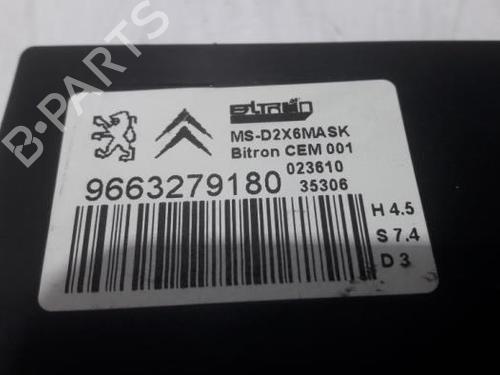 BITRON
MS-D2X6MASK
Bitron CEM 001
023610
9663279180
35306
H 4.5
S 7.4
D 3
B-Parts